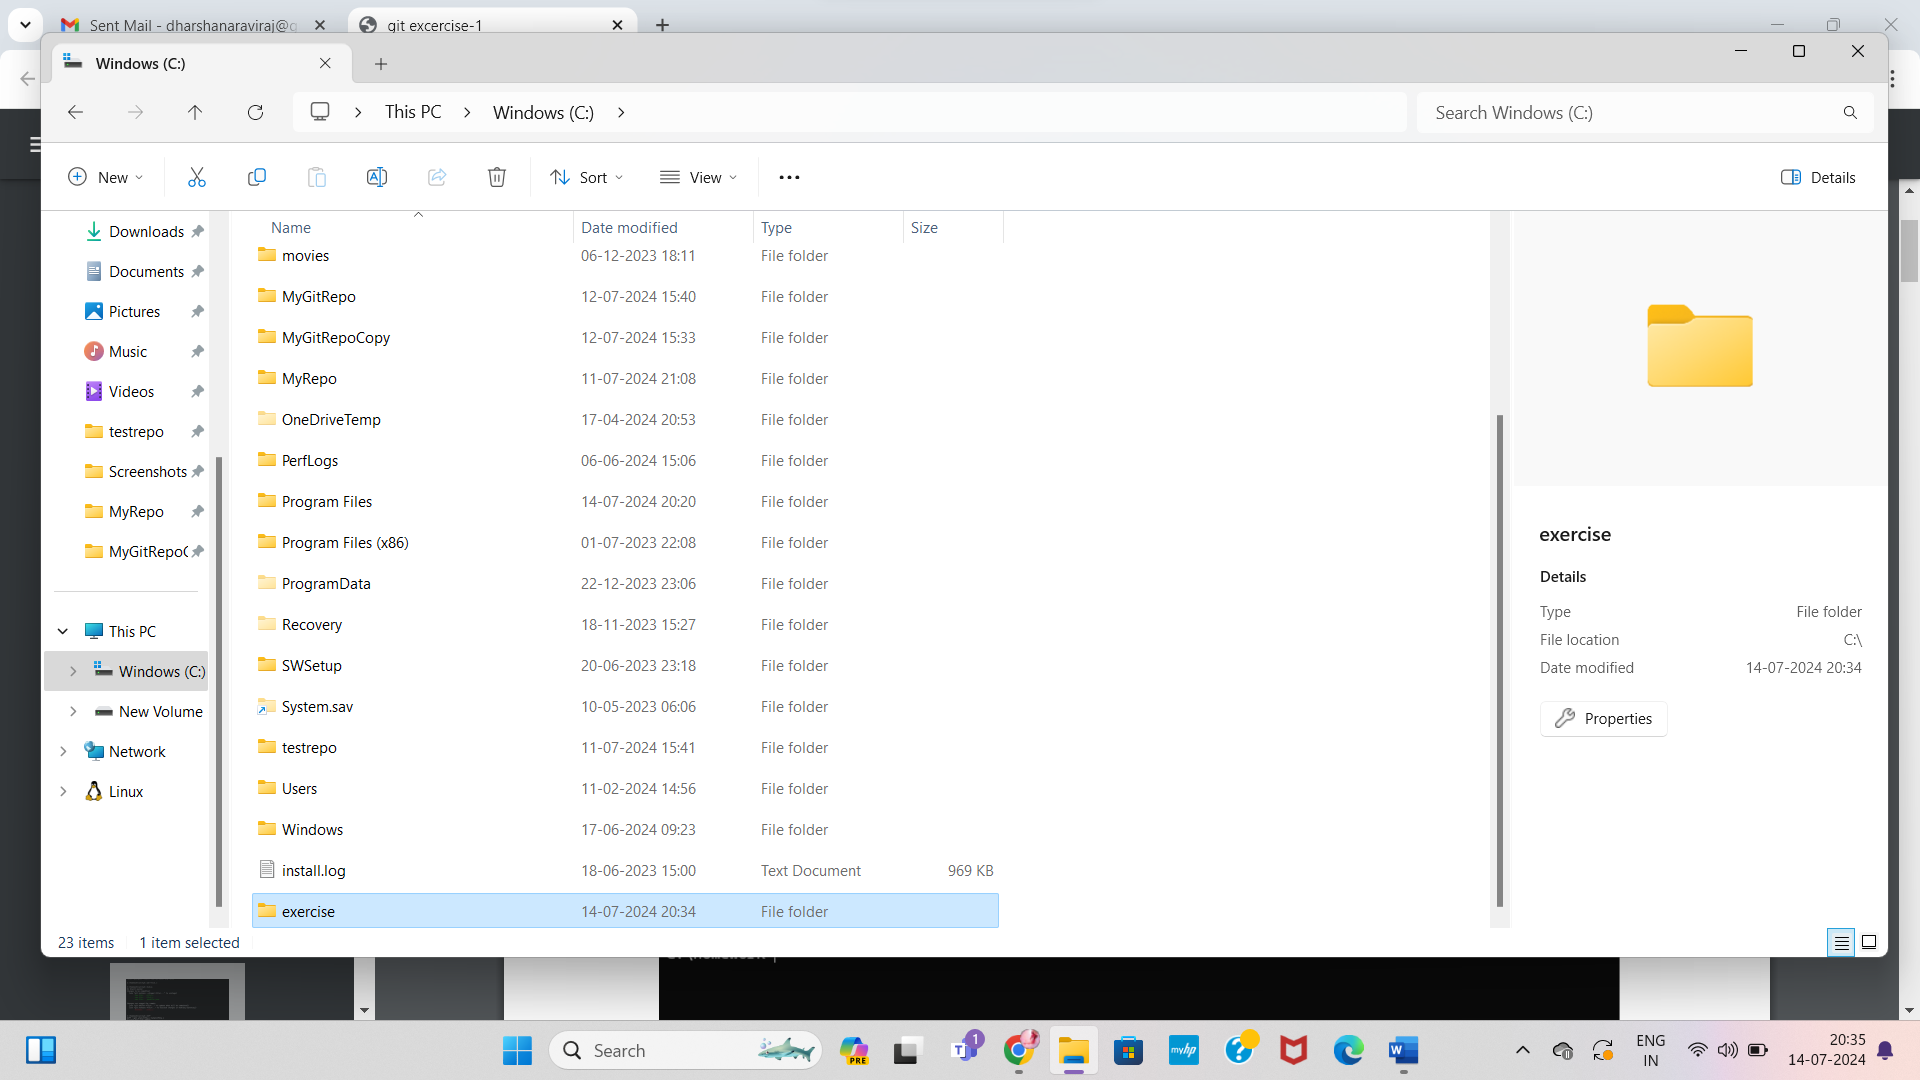 Sent Mail - dharshanaraviraj@g
git excercise-1
Windows (C:)
This PC
Windows (C:)
Search Windows (C:)
New
Sort
View
Details
Name
Date modified
Type
Size
Downloads
Documents
Pictures
Music
Videos
testrepo
Screenshots
MyRepo
MyGitRepoC
This PC
Windows (C:)
New Volume
Network
Linux
movies 06-12-2023 18:11 File folder
MyGitRepo 12-07-2024 15:40 File folder
MyGitRepoCopy 12-07-2024 15:33 File folder
MyRepo 11-07-2024 21:08 File folder
OneDriveTemp 17-04-2024 20:53 File folder
PerfLogs 06-06-2024 15:06 File folder
Program Files 14-07-2024 20:20 File folder
Program Files (x86) 01-07-2023 22:08 File folder
ProgramData 22-12-2023 23:06 File folder
Recovery 18-11-2023 15:27 File folder
SWSetup 20-06-2023 23:18 File folder
System.sav 10-05-2023 06:06 File folder
testrepo 11-07-2024 15:41 File folder
Users 11-02-2024 14:56 File folder
Windows 17-06-2024 09:23 File folder
install.log 18-06-2023 15:00 Text Document 969 KB
exercise 14-07-2024 20:34 File folder
exercise
Details
Type File folder
File location C:\
Date modified 14-07-2024 20:34
Properties
23 items 1 item selected
Search
PRE
T
1
myhp
?
W
ENG
IN
20:35
14-07-2024